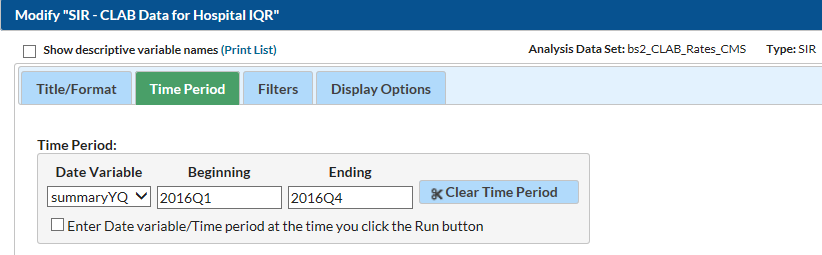 Modify "SIR - CLAB Data for Hospital IQR"
Show descriptive variable names (Print List) Analysis Data Set: bs2_CLAB_Rates_CMS Type: SIR
Title/Format Time Period Filters Display Options
Time Period:
Date Variable Beginning Ending
summaryYQ 2016Q1 2016Q4 Clear Time Period
Enter Date variable/Time period at the time you click the Run button